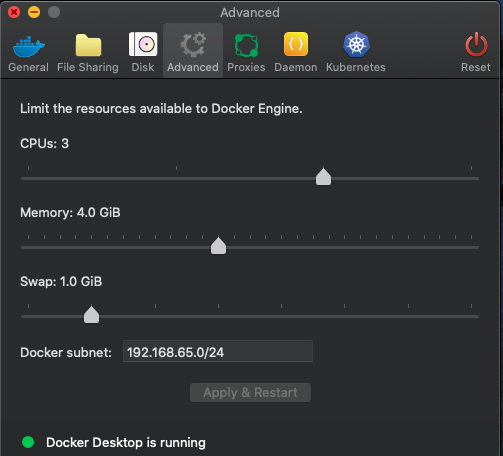 Advanced
General File Sharing Disk Advanced Proxies Daemon Kubernetes Reset
Limit the resources available to Docker Engine.
CPUs: 3
Memory: 4.0 GiB
Swap: 1.0 GiB
Docker subnet: 192.168.65.0/24
Apply & Restart
Docker Desktop is running